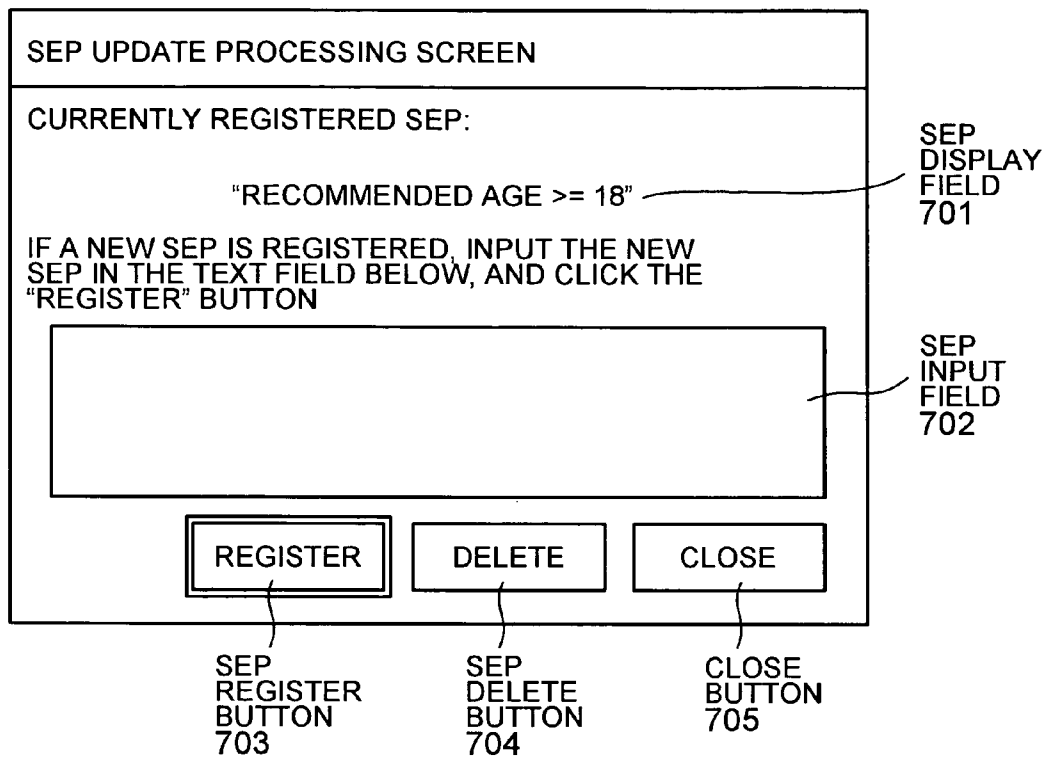 SEP UPDATE PROCESSING SCREEN
CURRENTLY REGISTERED SEP:
“RECOMMENDED AGE >= 18”
IF A NEW SEP IS REGISTERED, INPUT THE NEW
SEP IN THE TEXT FIELD BELOW, AND CLICK THE
“REGISTER” BUTTON
REGISTER
DELETE
CLOSE
SEP
DISPLAY
FIELD
701
SEP
INPUT
FIELD
702
SEP
REGISTER
BUTTON
703
SEP
DELETE
BUTTON
704
CLOSE
BUTTON
705